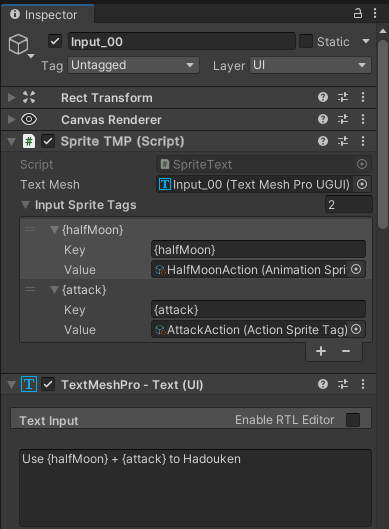 Inspector
Input_00
Static
Tag Untagged Layer UI
Rect Transform
Canvas Renderer
Sprite TMP (Script)
Script SpriteText
Text Mesh Input_00 (Text Mesh Pro UGUI)
Input Sprite Tags 2
{halfMoon}
Key {halfMoon}
Value HalfMoonAction (Animation Spri
{attack}
Key {attack}
Value AttackAction (Action Sprite Tag)
TextMeshPro - Text (UI)
Text Input Enable RTL Editor
Use {halfMoon} + {attack} to Hadouken